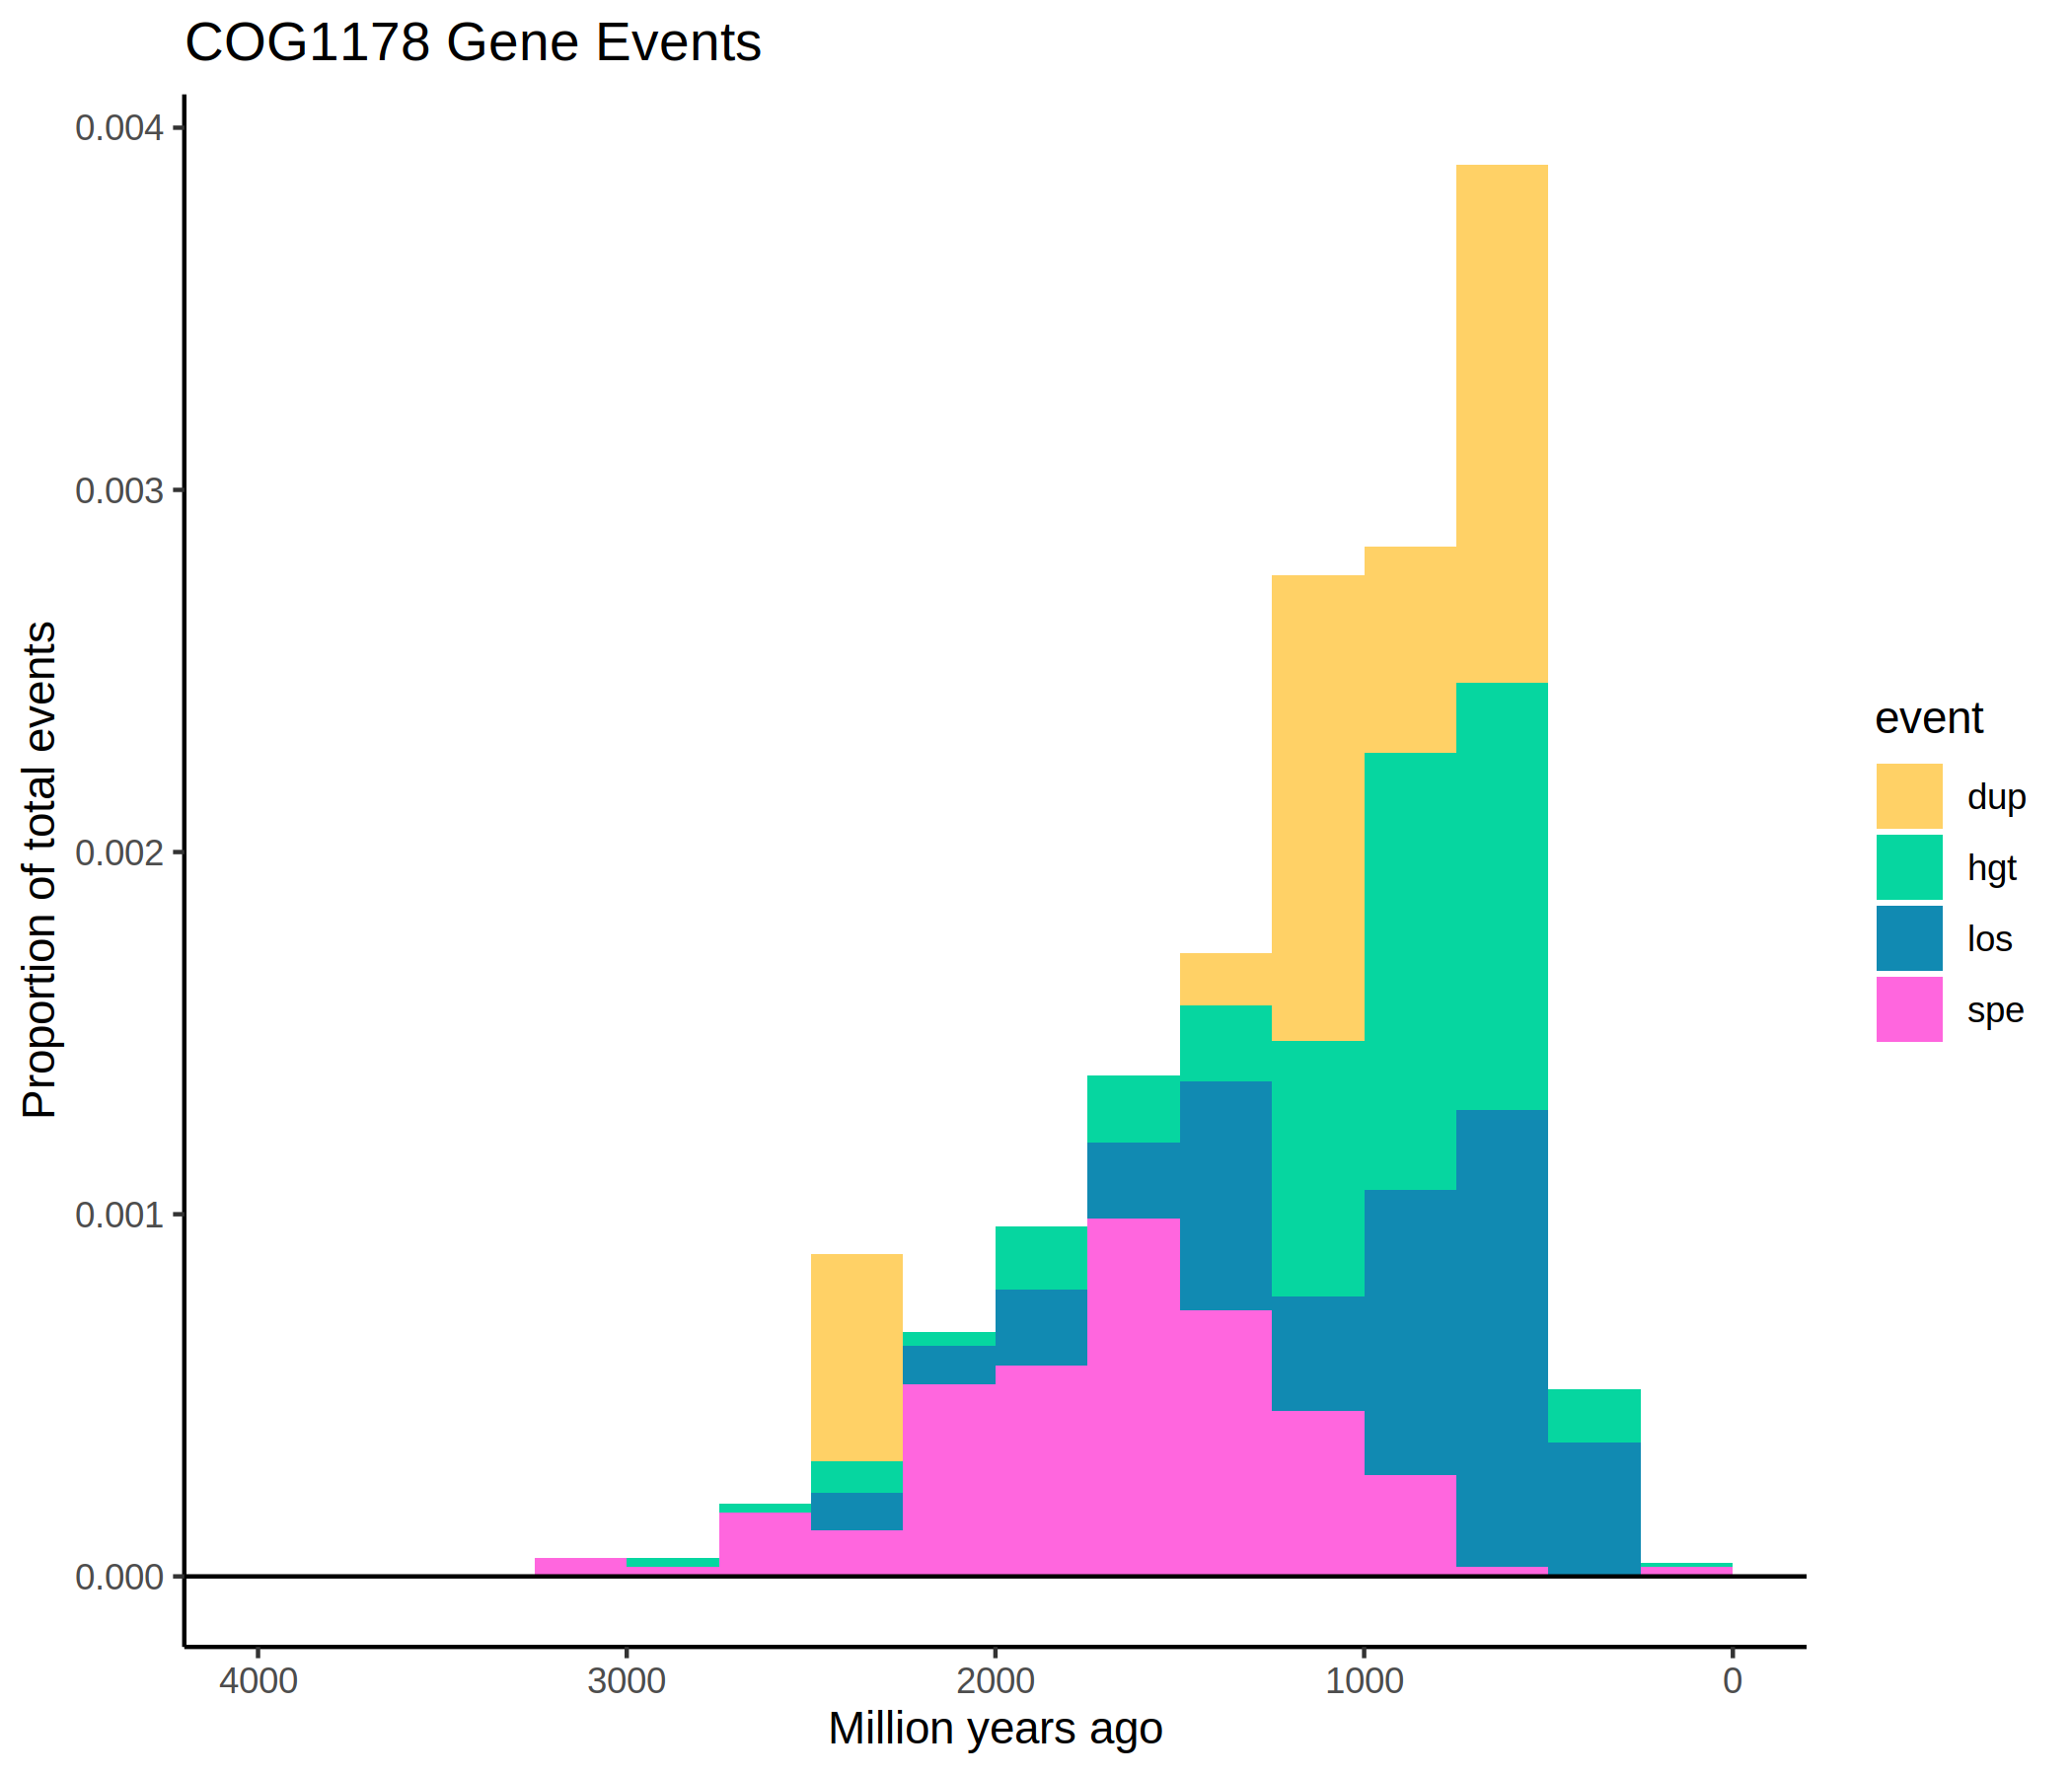 COG1178 Gene Events
Proportion of total events
0.004
0.003
0.002
0.001
0.000
4000 3000 2000 1000 0
Million years ago
event
dup
hgt
los
spe